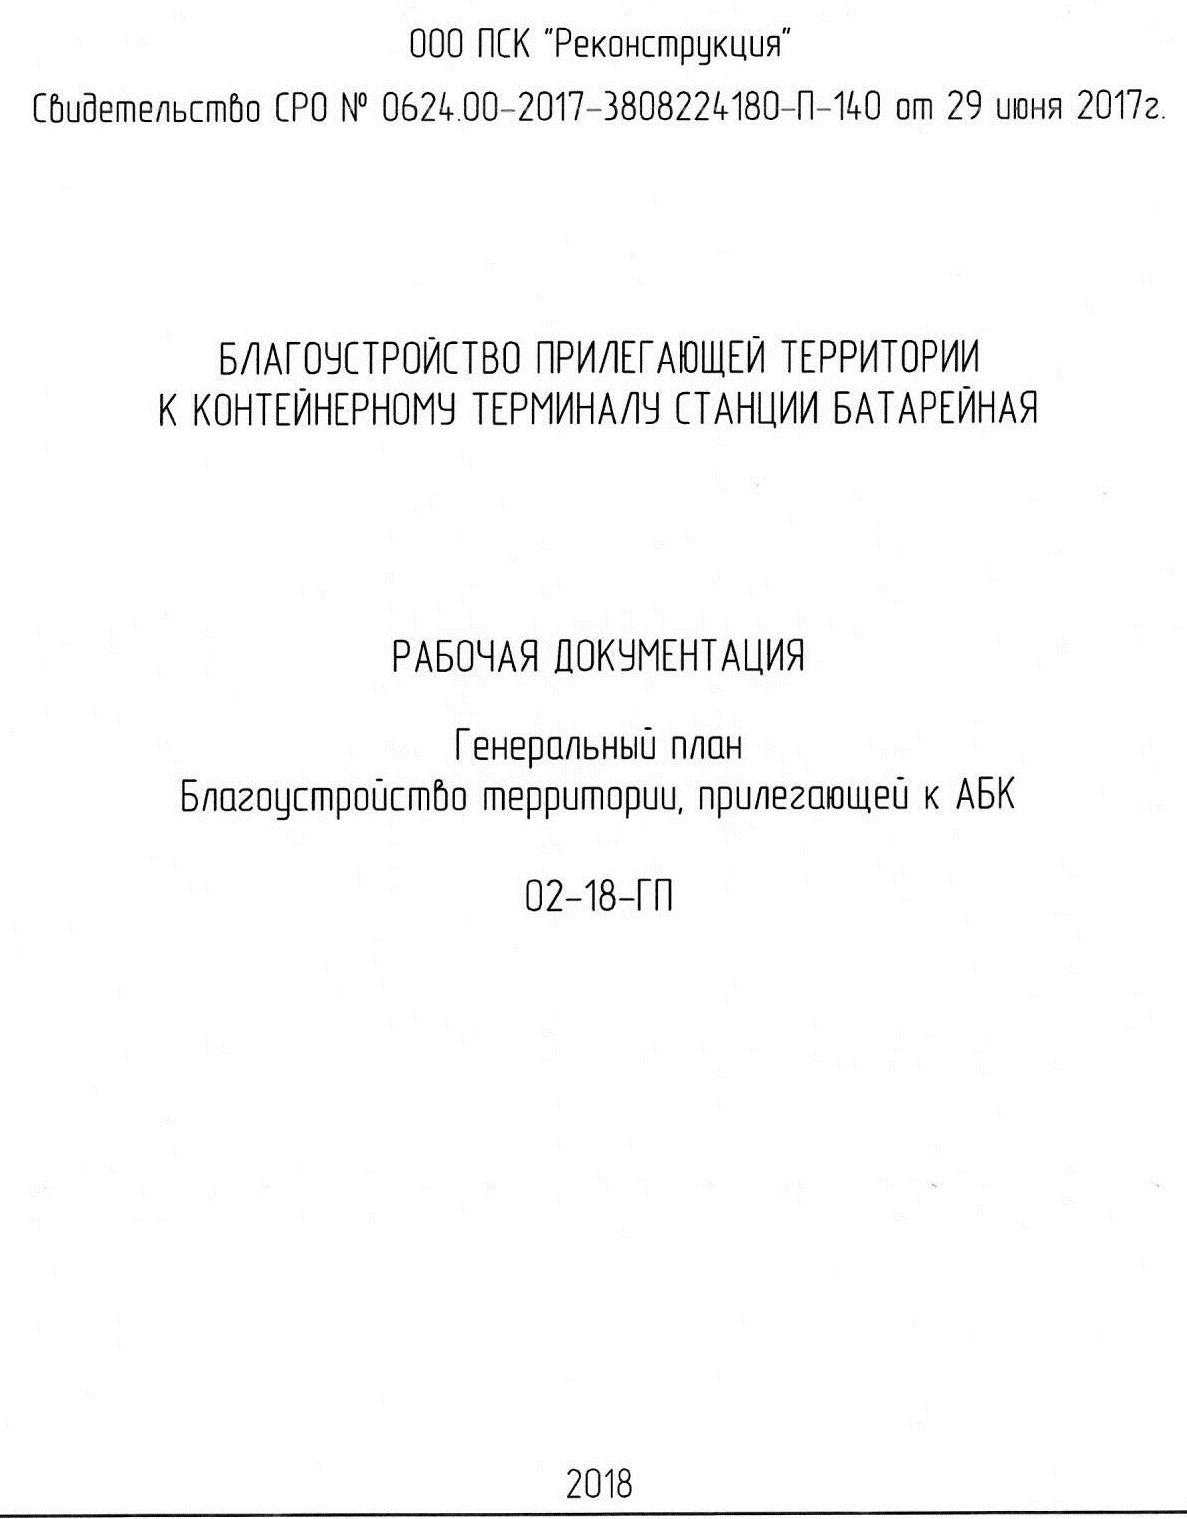 ООО ПСК "Реконструкция"
Свидетельство СРО № 0624.00-2017-3808224180-П-140 от 29 июня 2017г.
БЛАГОУСТРОЙСТВО ПРИЛЕГАЮЩЕЙ ТЕРРИТОРИИ
К КОНТЕЙНЕРНОМУ ТЕРМИНАЛУ СТАНЦИИ БАТАРЕЙНАЯ
РАБОЧАЯ ДОКУМЕНТАЦИЯ
Генеральный план
Благоустройство территории, прилегающей к АБК
02-18-ГП
2018